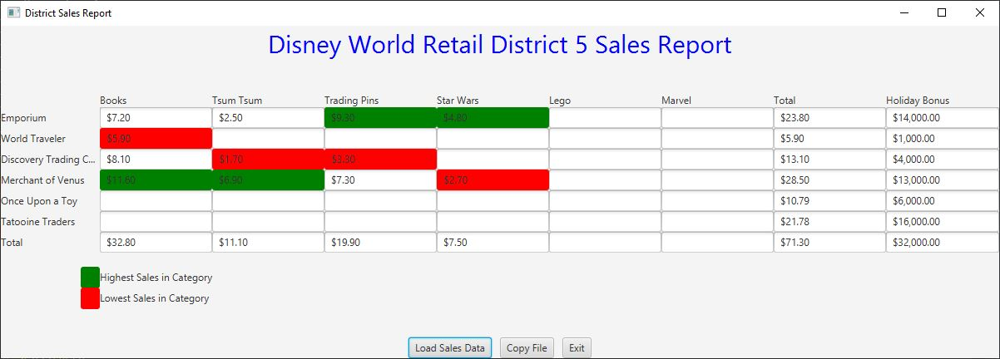 District Sales Report
Disney World Retail District 5 Sales Report
Books Tsum Tsum Trading Pins Star Wars Lego Marvel Total Holiday Bonus
Emporium $7.20 $2.50 $9.30 $4.80 $23.80 $14,000.00
World Traveler $5.90 $5.90 $1,000.00
Discovery Trading C... $8.10 $1.70 $3.30 $13.10 $4,000.00
Merchant of Venus $11.60 $6.90 $7.30 $2.70 $28.50 $13,000.00
Once Upon a Toy $10.79 $6,000.00
Tatooine Traders $21.78 $16,000.00
Total $32.80 $11.10 $19.90 $7.50 $71.30 $32,000.00
Highest Sales in Category
Lowest Sales in Category
Load Sales Data Copy File Exit